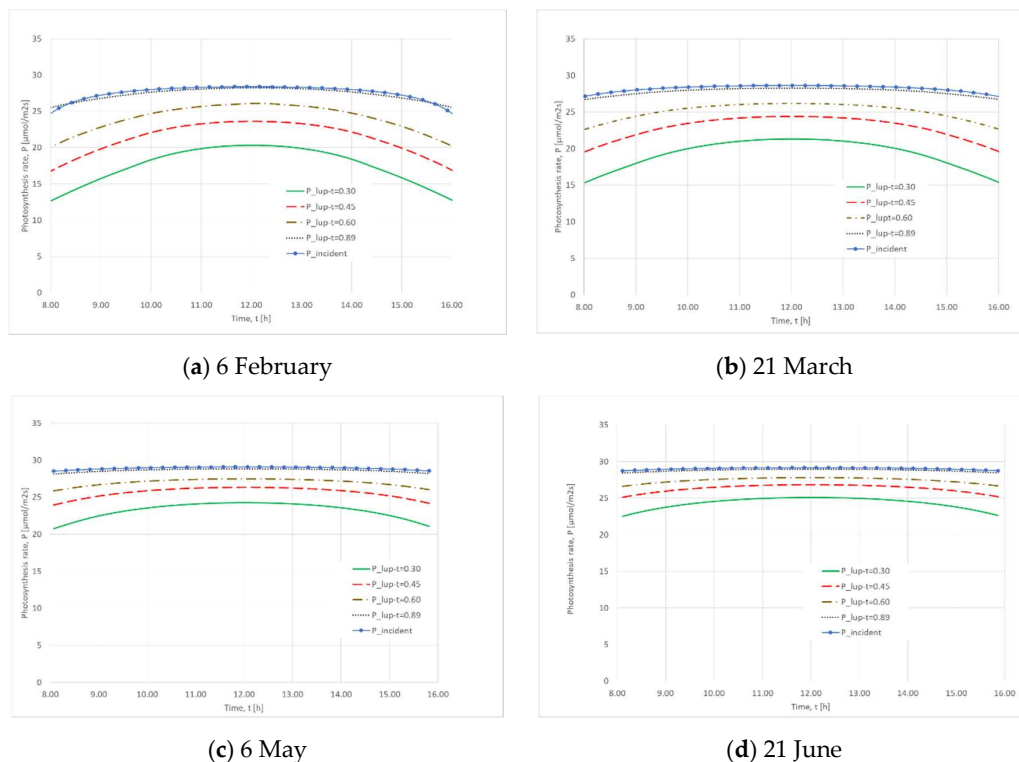 35
30
25
20
15
10
5
0
Photosynthesis rate, P [µmol/m2s]
P_lup-t=0.30
P_lup-t=0.45
P_lup-t=0.60
P_lup-t=0.89
P_incident
8.00 9.00 10.00 11.00 12.00 13.00 14.00 15.00 16.00
Time, t [h]
(a) 6 February
35
30
25
20
15
10
5
0
Photosynthesis rate, P [µmol/m2s]
P_lup-t=0.30
P_lup-t=0.45
P_lupt=0.60
P_lup-t=0.89
P_incident
8.00 9.00 10.00 11.00 12.00 13.00 14.00 15.00 16.00
Time, t [h]
(b) 21 March
35
30
25
20
15
10
5
0
Photosynthesis rate, P [µmol/m2s]
P_lup-t=0.30
P_lup-t=0.45
P_lup-t=0.60
P_lup-t=0.89
P_incident
8.00 9.00 10.00 11.00 12.00 13.00 14.00 15.00 16.00
Time, t [h]
(c) 6 May
35
30
25
20
15
10
5
0
Photosynthesis rate, P [µmol/m2s]
P_lup-t=0.30
P_lup-t=0.45
P_lup-t=0.60
P_lup-t=0.89
P_incident
8.00 9.00 10.00 11.00 12.00 13.00 14.00 15.00 16.00
Time, t [h]
(d) 21 June